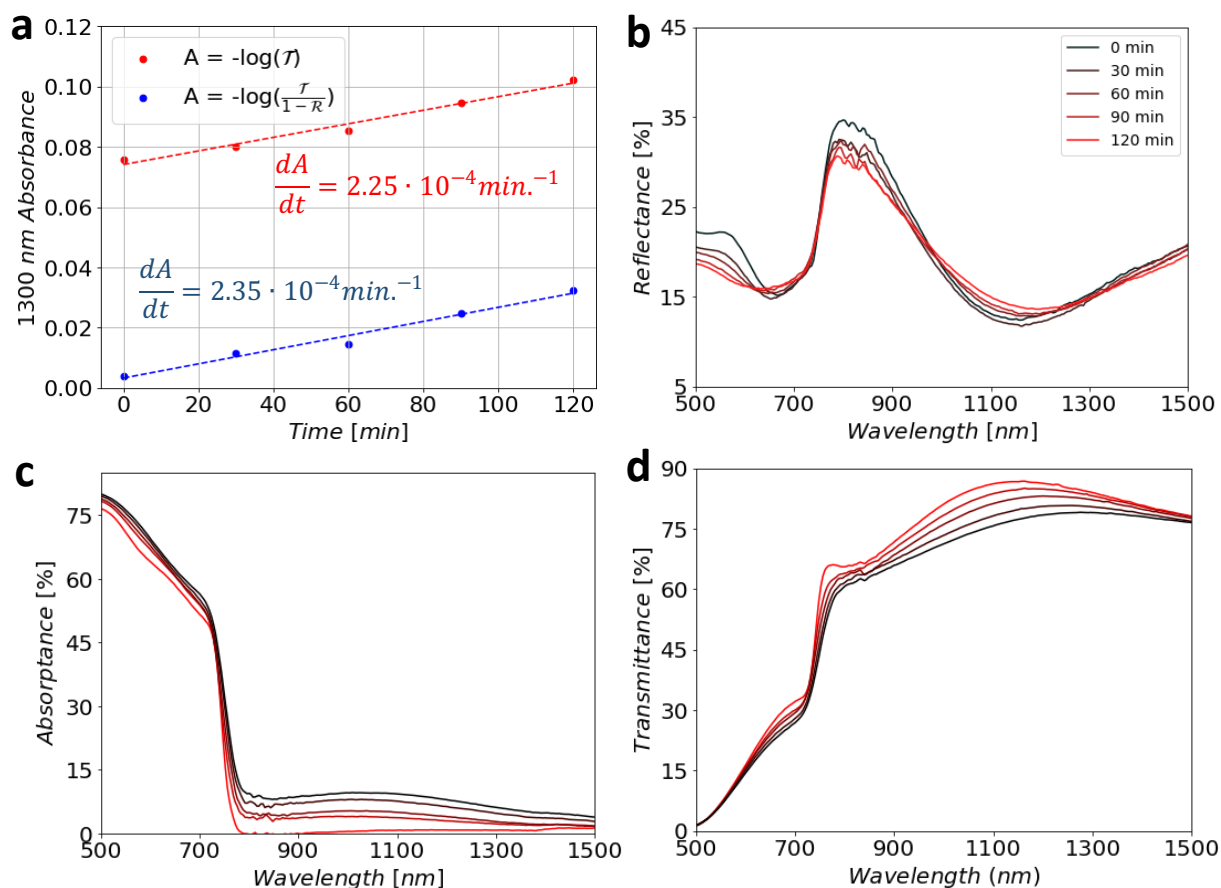 a
0.12
0.10
0.08
0.06
0.04
0.02
0.00
1300 nm Absorbance
A = -log(𝒯)
A = -log(𝒯/(1 − ℛ))
dA/dt = 2.25 · 10⁻⁴ min.⁻¹
dA/dt = 2.35 · 10⁻⁴ min.⁻¹
0 20 40 60 80 100 120
Time [min]
b
45
35
25
15
5
Reflectance [%]
0 min
30 min
60 min
90 min
120 min
500 700 900 1100 1300 1500
Wavelength [nm]
c
75
60
45
30
15
0
Absorptance [%]
500 700 900 1100 1300 1500
Wavelength [nm]
d
90
75
60
45
30
15
0
Transmittance [%]
500 700 900 1100 1300 1500
Wavelength (nm)